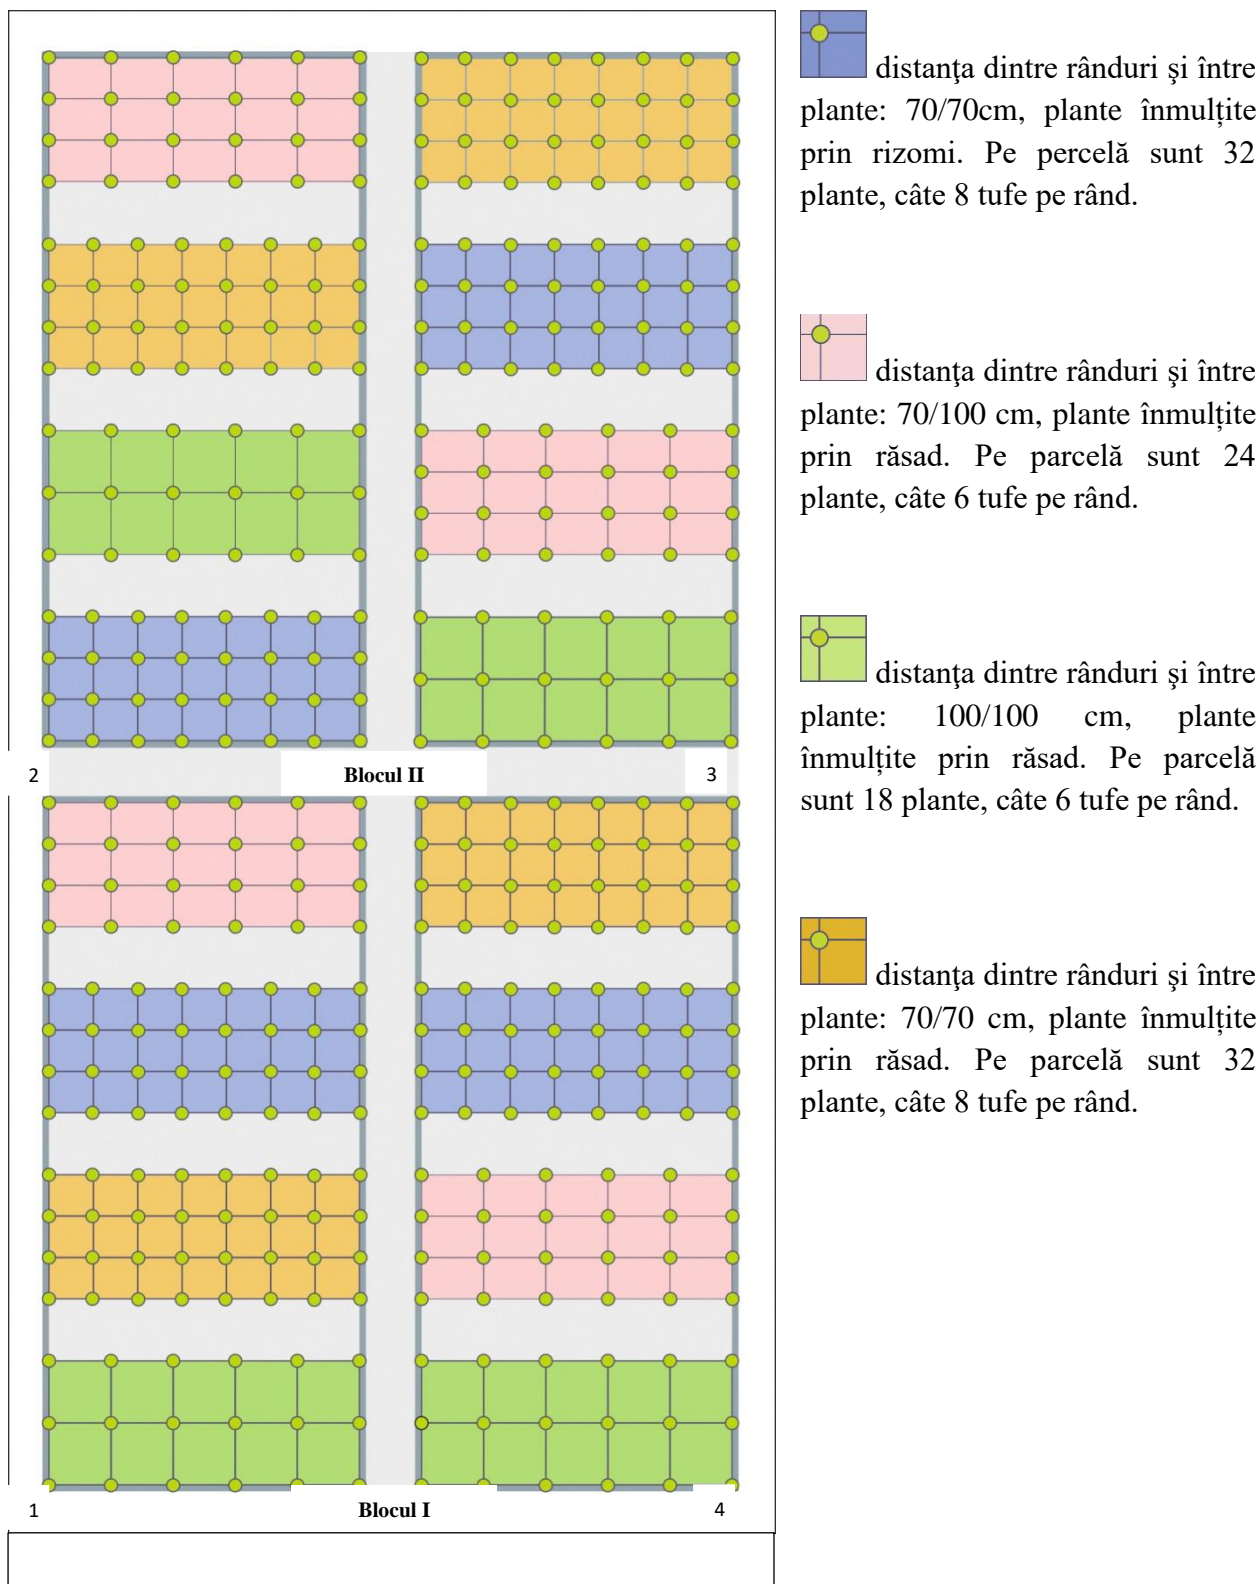 2 Blocul II 3
1 Blocul I 4
distanţa dintre rânduri şi între
plante: 70/70cm, plante înmulțite
prin rizomi. Pe percelă sunt 32
plante, câte 8 tufe pe rând.
distanţa dintre rânduri şi între
plante: 70/100 cm, plante înmulțite
prin răsad. Pe parcelă sunt 24
plante, câte 6 tufe pe rând.
distanţa dintre rânduri şi între
plante: 100/100 cm, plante
înmulțite prin răsad. Pe parcelă
sunt 18 plante, câte 6 tufe pe rând.
distanţa dintre rânduri şi între
plante: 70/70 cm, plante înmulțite
prin răsad. Pe parcelă sunt 32
plante, câte 8 tufe pe rând.